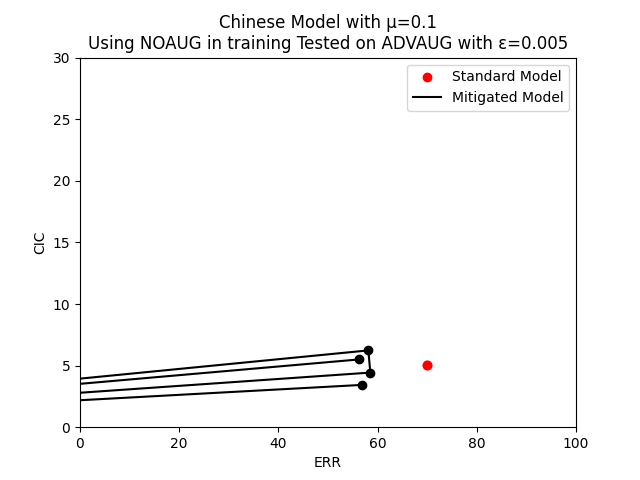 Chinese Model with μ=0.1
Using NOAUG in training Tested on ADVAUG with ε=0.005
Standard Model
Mitigated Model
30
25
20
15
10
5
0
CIC
0 20 40 60 80 100
ERR